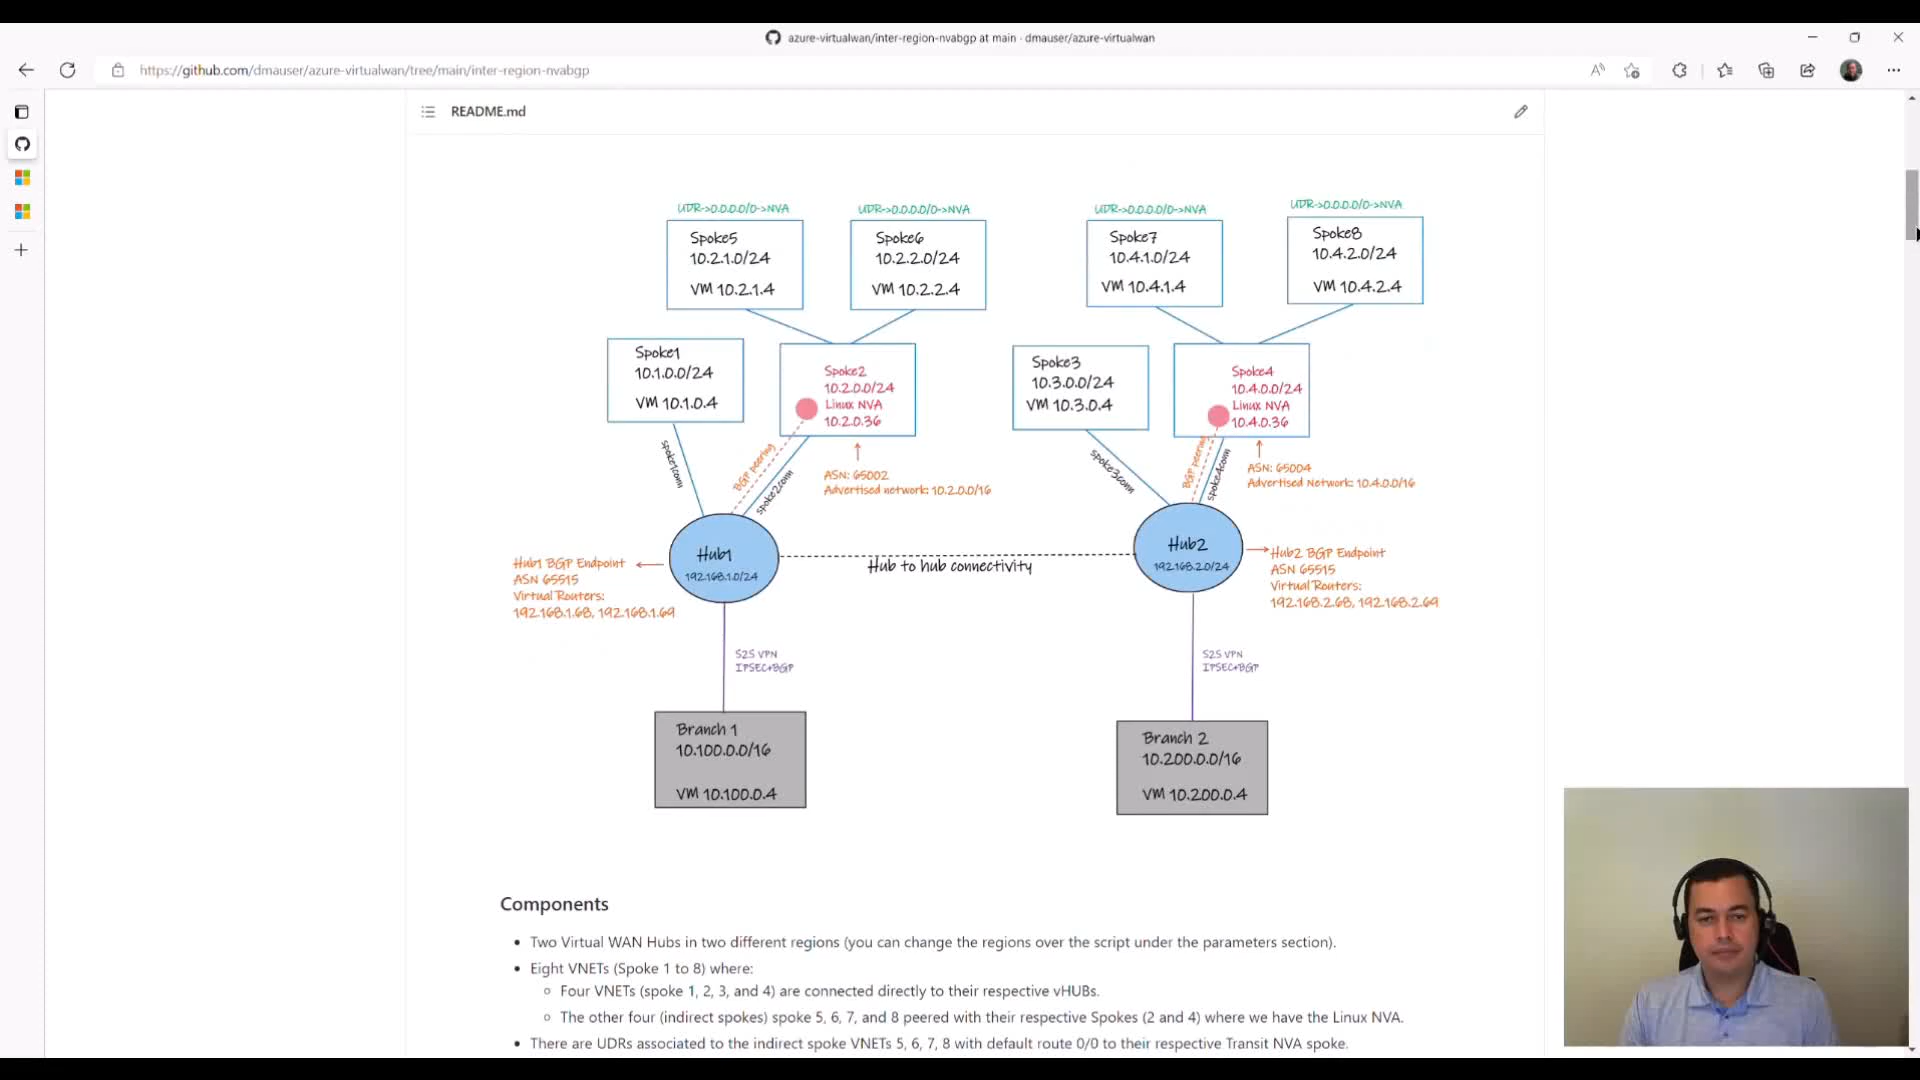 azure-virtualwan/inter-region-nvabgp at main · dmauser/azure-virtualwan
https://github.com/dmauser/azure-virtualwan/tree/main/inter-region-nvabgp
README.md
UDR->0.0.0.0/0->NVA
UDR->0.0.0.0/0->NVA
UDR->0.0.0.0/0->NVA
UDR->0.0.0.0/0->NVA
Spoke5
10.2.1.0/24
VM 10.2.1.4
Spoke6
10.2.2.0/24
VM 10.2.2.4
Spoke7
10.4.1.0/24
VM 10.4.1.4
Spoke8
10.4.2.0/24
VM 10.4.2.4
Spoke1
10.1.0.0/24
VM 10.1.0.4
Spoke2
10.2.0.0/24
Linux NVA
10.2.0.36
Spoke3
10.3.0.0/24
VM 10.3.0.4
Spoke4
10.4.0.0/24
Linux NVA
10.4.0.36
spoke1conn
BGP peering
spoke2conn
ASN: 65002
Advertised network: 10.2.0.0/16
spoke3conn
BGP peering
spoke4conn
ASN: 65004
Advertised Network: 10.4.0.0/16
Hub1
192.168.1.0/24
Hub to hub connectivity
Hub2
192.168.2.0/24
Hub1 BGP Endpoint
ASN 65515
Virtual Routers:
192.168.1.68, 192.168.1.69
Hub2 BGP Endpoint
ASN 65515
Virtual Routers:
192.168.2.68, 192.168.2.69
S2S VPN
IPSEC+BGP
S2S VPN
IPSEC+BGP
Branch 1
10.100.0.0/16
VM 10.100.0.4
Branch 2
10.200.0.0/16
VM 10.200.0.4
Components
• Two Virtual WAN Hubs in two different regions (you can change the regions over the script under the parameters section).
• Eight VNETs (Spoke 1 to 8) where:
○ Four VNETs (spoke 1, 2, 3, and 4) are connected directly to their respective vHUBs.
○ The other four (indirect spokes) spoke 5, 6, 7, and 8 peered with their respective Spokes (2 and 4) where we have the Linux NVA.
• There are UDRs associated to the indirect spoke VNETs 5, 6, 7, 8 with default route 0/0 to their respective Transit NVA spoke.